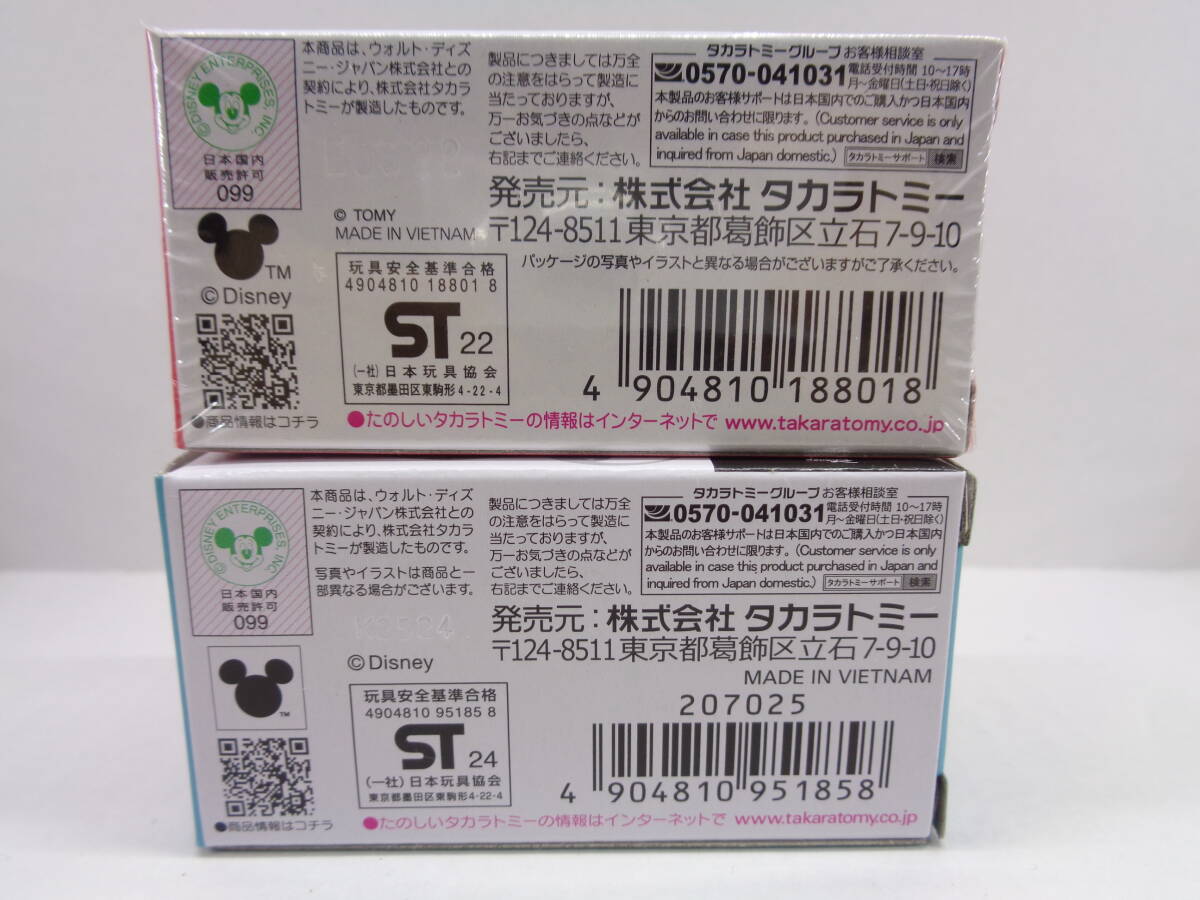 ©DISNEY ENTERPRISES, INC
日本国内
販売許可
099
本商品は、ウォルト・ディズ
ニー・ジャパン株式会社との
契約により、株式会社タカラ
トミーが製造したものです。
製品につきましては万全
の注意をはらって製造に
当たっておりますが、
万一お気づきの点などが
ございましたら、
右記までご連絡ください。
タカラトミーグループお客様相談室
0570-041031 電話受付時間 10〜17時
月〜金曜日(土日・祝日除く)
本製品のお客様サポートは日本国内でのご購入かつ日本国内
からのお問い合わせに限ります。(Customer service is only
available in case this product purchased in Japan and
inquired from Japan domestic.) タカラトミーサポート 検索
発売元:株式会社 タカラトミー
〒124-8511 東京都葛飾区立石7-9-10
パッケージの写真やイラストと異なる場合がございますがご了承ください。
© TOMY
MADE IN VIETNAM
TM
©Disney
●商品情報はコチラ
玩具安全基準合格
4904810 18801 8
ST 22
(一社)日本玩具協会
東京都墨田区東駒形4-22-4
4 904810 188018
●たのしいタカラトミーの情報はインターネットで www.takaratomy.co.jp
©DISNEY ENTERPRISES, INC
日本国内
販売許可
099
本商品は、ウォルト・ディズ
ニー・ジャパン株式会社との
契約により、株式会社タカラ
トミーが製造したものです。
写真やイラストは商品と一
部異なる場合がございます。
製品につきましては万全
の注意をはらって製造に
当たっておりますが、
万一お気づきの点などが
ございましたら、
右記までご連絡ください。
タカラトミーグループお客様相談室
0570-041031 電話受付時間 10〜17時
月〜金曜日(土日・祝日除く)
本製品のお客様サポートは日本国内でのご購入かつ日本国内
からのお問い合わせに限ります。(Customer service is only
available in case this product purchased in Japan and
inquired from Japan domestic.) タカラトミーサポート 検索
発売元:株式会社 タカラトミー
〒124-8511 東京都葛飾区立石7-9-10
MADE IN VIETNAM
K3524
©Disney
TM
●商品情報はコチラ
玩具安全基準合格
4904810 95185 8
ST 24
(一社)日本玩具協会
東京都墨田区東駒形4-22-4
207025
4 904810 951858
●たのしいタカラトミーの情報はインターネットで www.takaratomy.co.jp